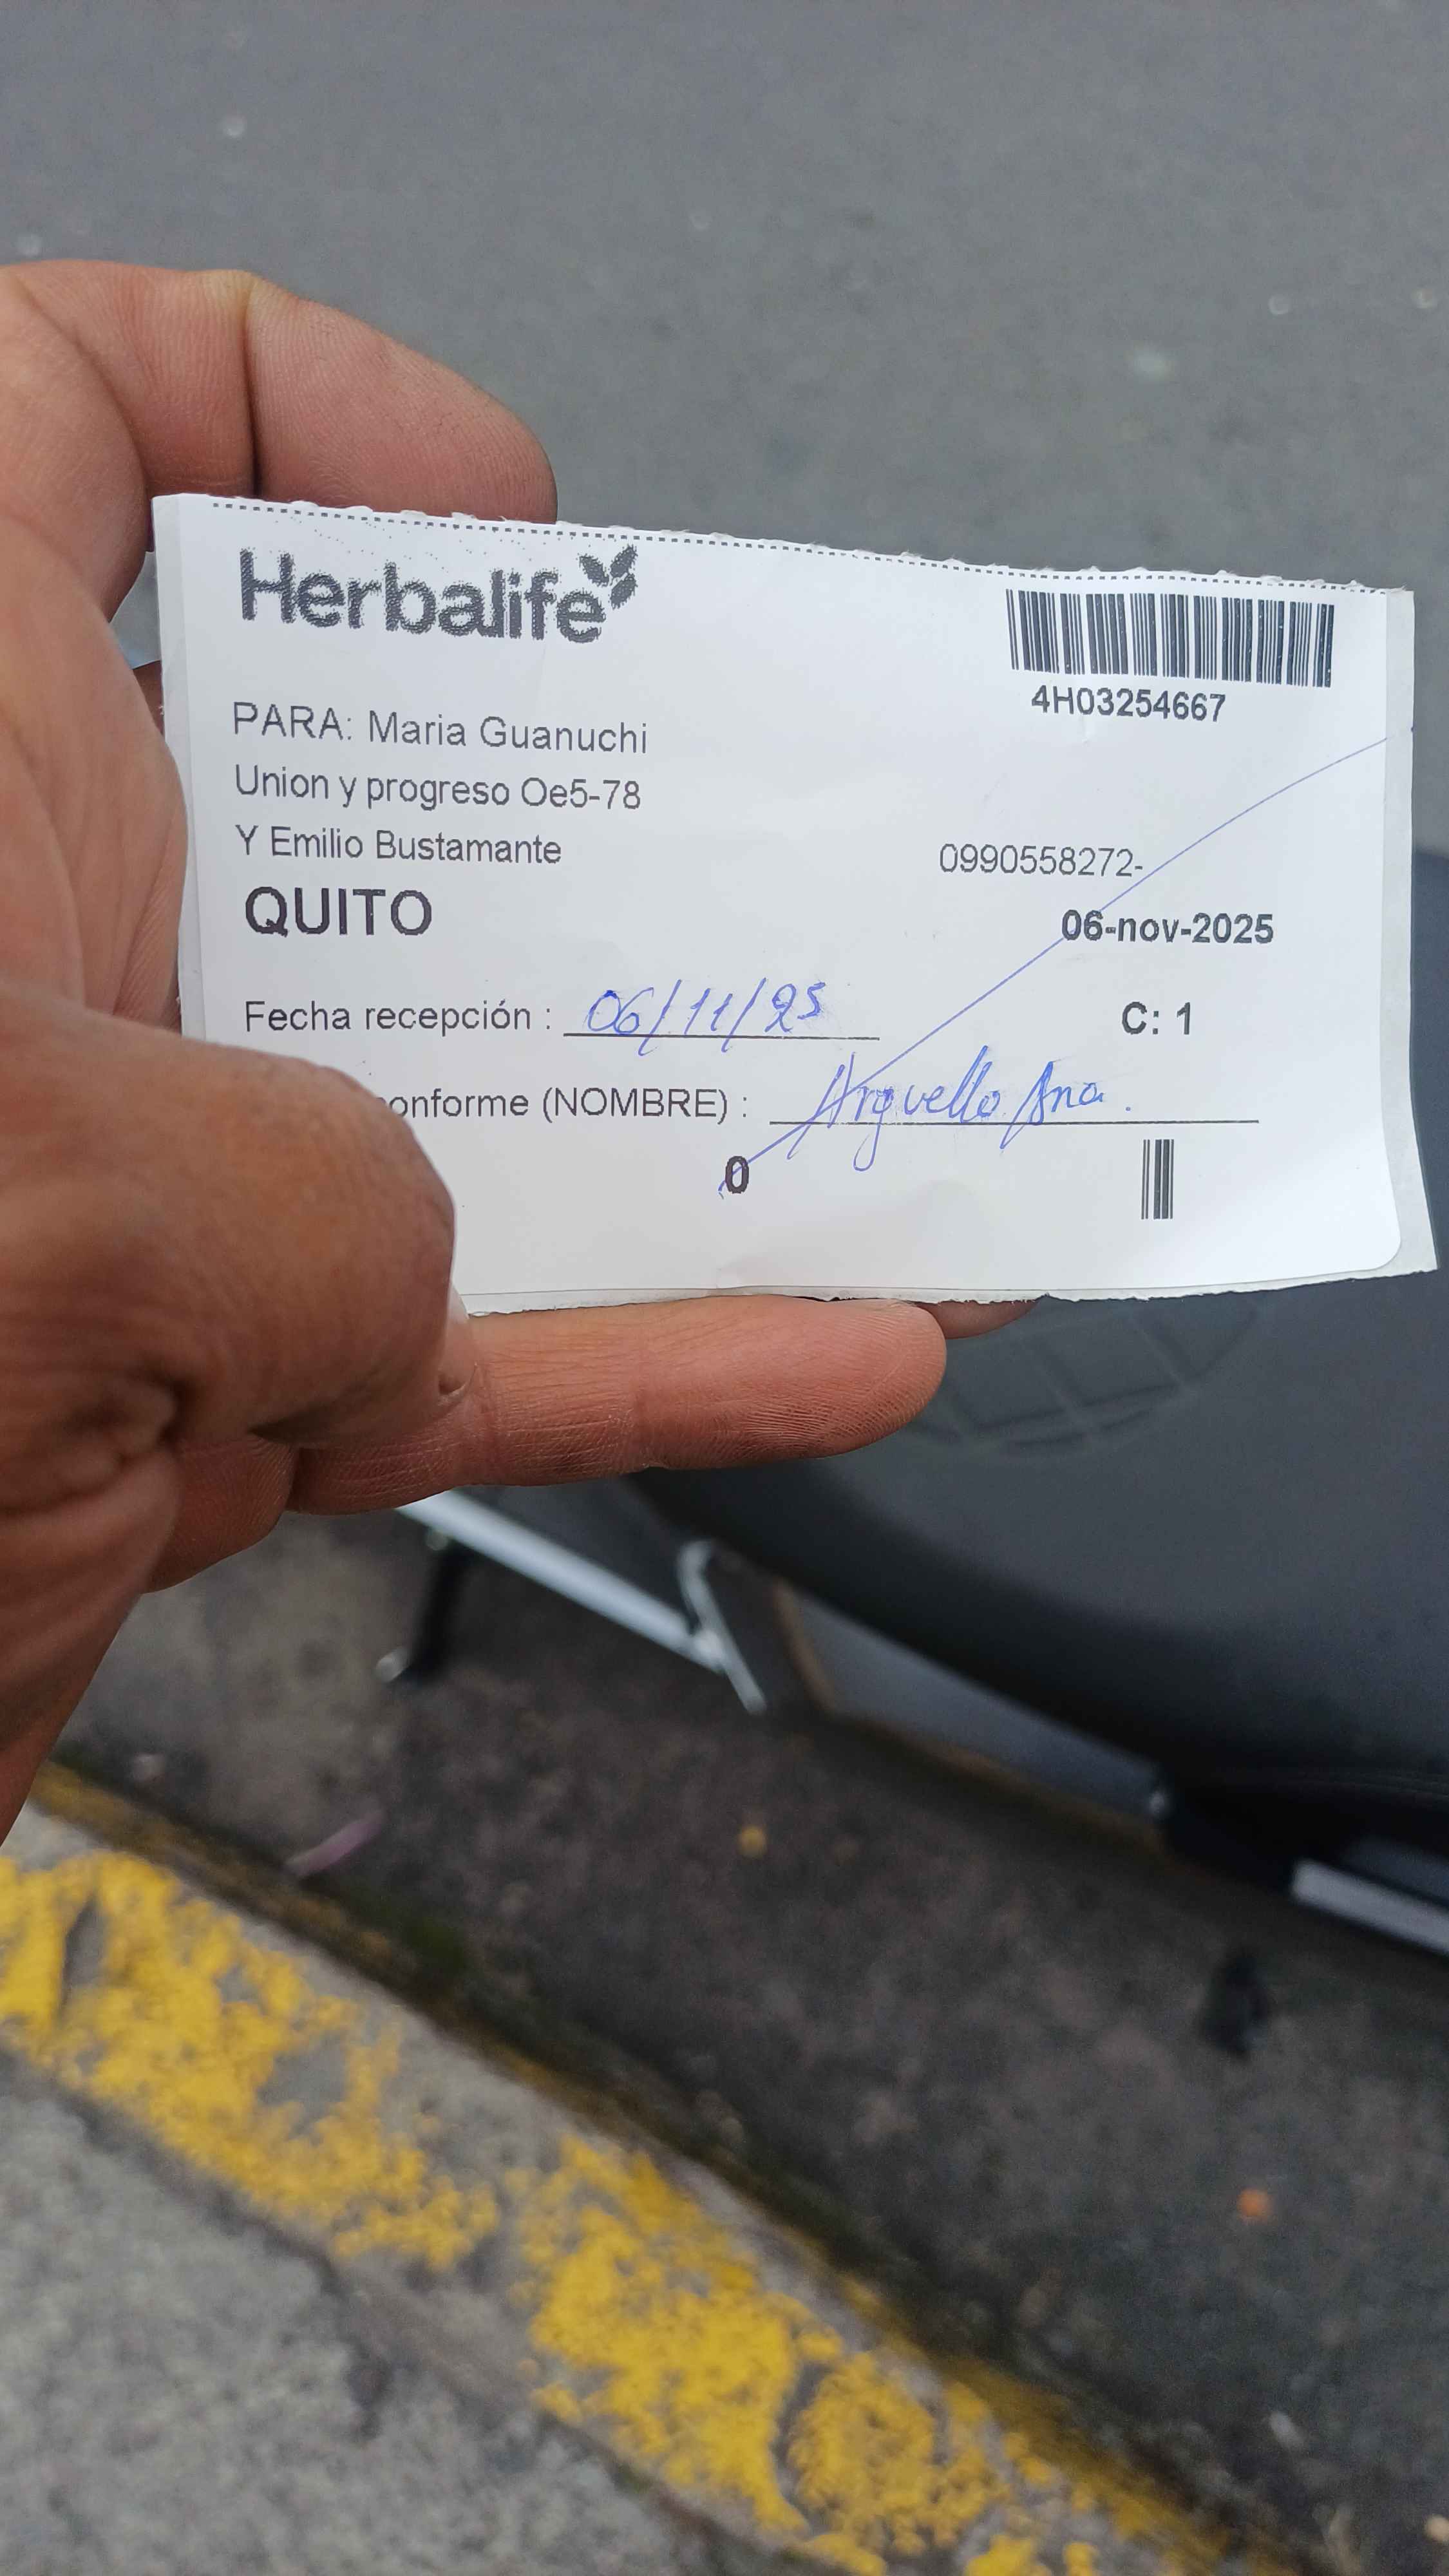 Herbalife
4H03254667
PARA: Maria Guanuchi
Union y progreso Oe5-78
Y Emilio Bustamante
0990558272-
QUITO
06-nov-2025
Fecha recepción : 06/11/25
C: 1
onforme (NOMBRE) : Arguello Ana.
0